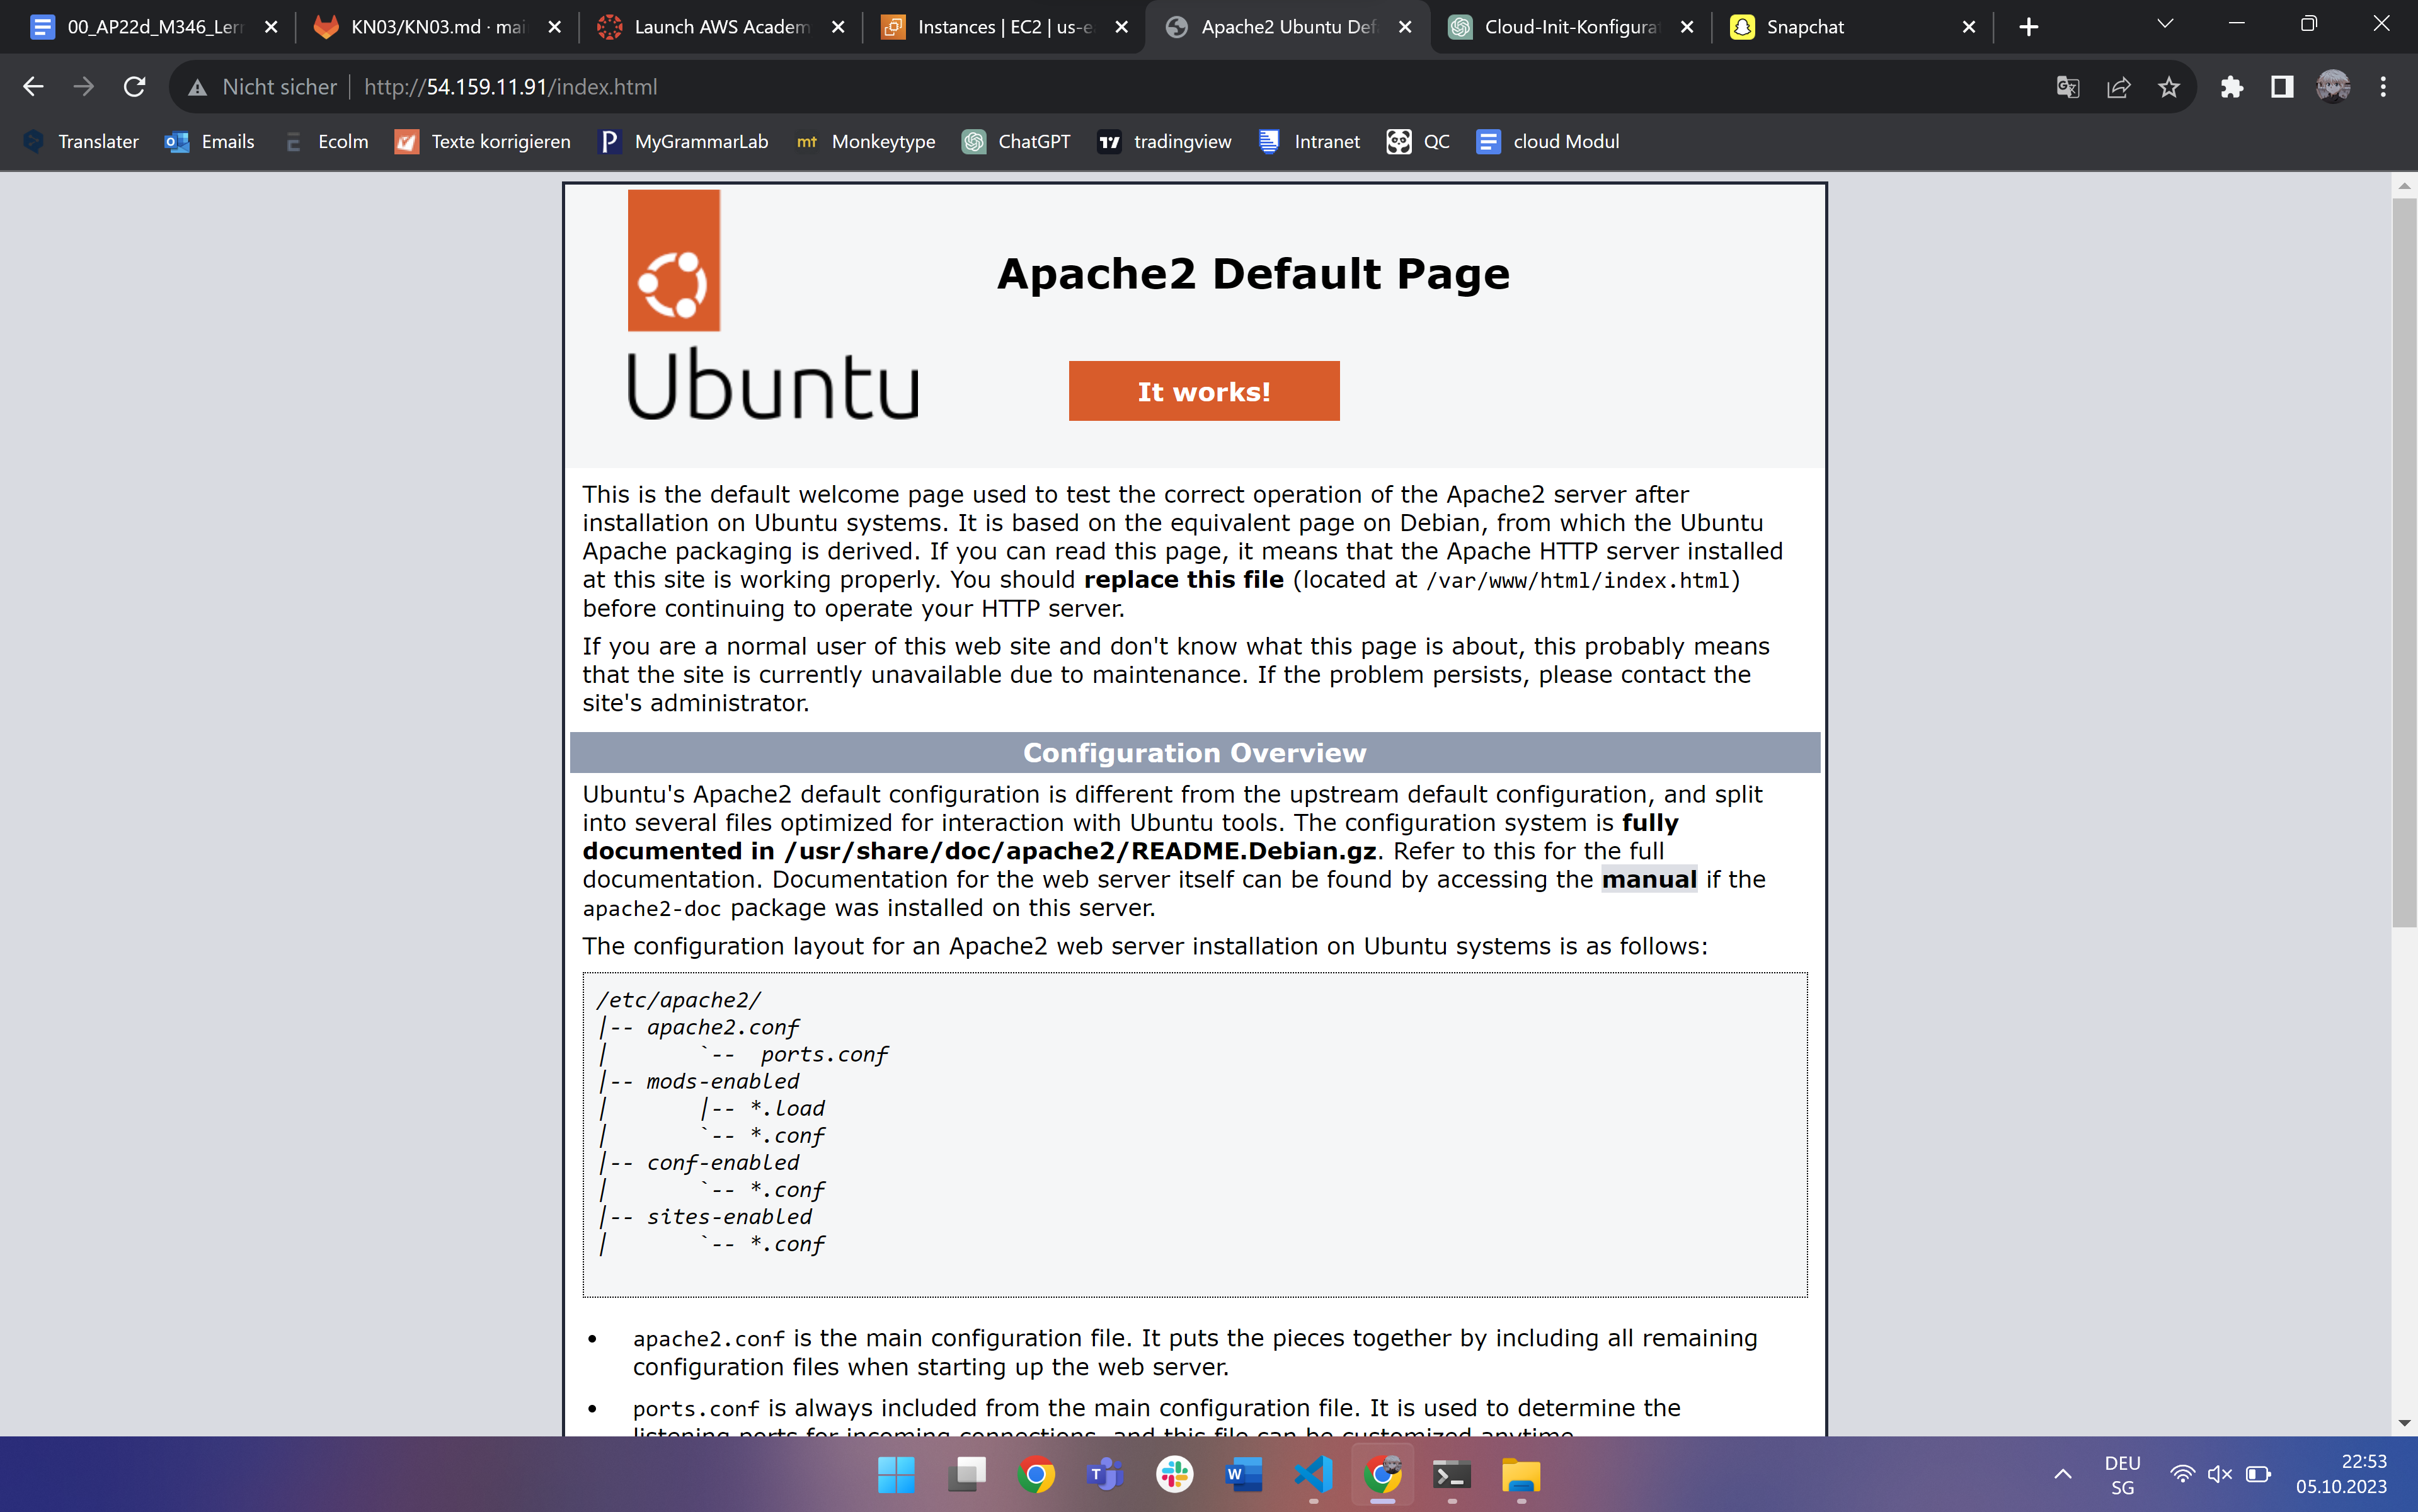 00_AP22d_M346_Lerr
KN03/KN03.md · mai
Launch AWS Academ
Instances | EC2 | us-ea
Apache2 Ubuntu Def
Cloud-Init-Konfigurat
Snapchat
Nicht sicher
http://54.159.11.91/index.html
Translater
Emails
Ecolm
Texte korrigieren
MyGrammarLab
mt Monkeytype
ChatGPT
tradingview
Intranet
QC
cloud Modul
Ubuntu
Apache2 Default Page
It works!
This is the default welcome page used to test the correct operation of the Apache2 server after
installation on Ubuntu systems. It is based on the equivalent page on Debian, from which the Ubuntu
Apache packaging is derived. If you can read this page, it means that the Apache HTTP server installed
at this site is working properly. You should replace this file (located at /var/www/html/index.html)
before continuing to operate your HTTP server.
If you are a normal user of this web site and don't know what this page is about, this probably means
that the site is currently unavailable due to maintenance. If the problem persists, please contact the
site's administrator.
Configuration Overview
Ubuntu's Apache2 default configuration is different from the upstream default configuration, and split
into several files optimized for interaction with Ubuntu tools. The configuration system is fully
documented in /usr/share/doc/apache2/README.Debian.gz. Refer to this for the full
documentation. Documentation for the web server itself can be found by accessing the manual if the
apache2-doc package was installed on this server.
The configuration layout for an Apache2 web server installation on Ubuntu systems is as follows:
/etc/apache2/
|-- apache2.conf
|       `--  ports.conf
|-- mods-enabled
|       |-- *.load
|       `-- *.conf
|-- conf-enabled
|       `-- *.conf
|-- sites-enabled
|       `-- *.conf
• apache2.conf is the main configuration file. It puts the pieces together by including all remaining
configuration files when starting up the web server.
• ports.conf is always included from the main configuration file. It is used to determine the
listening ports for incoming connections, and this file can be customized anytime.
DEU
SG
22:53
05.10.2023